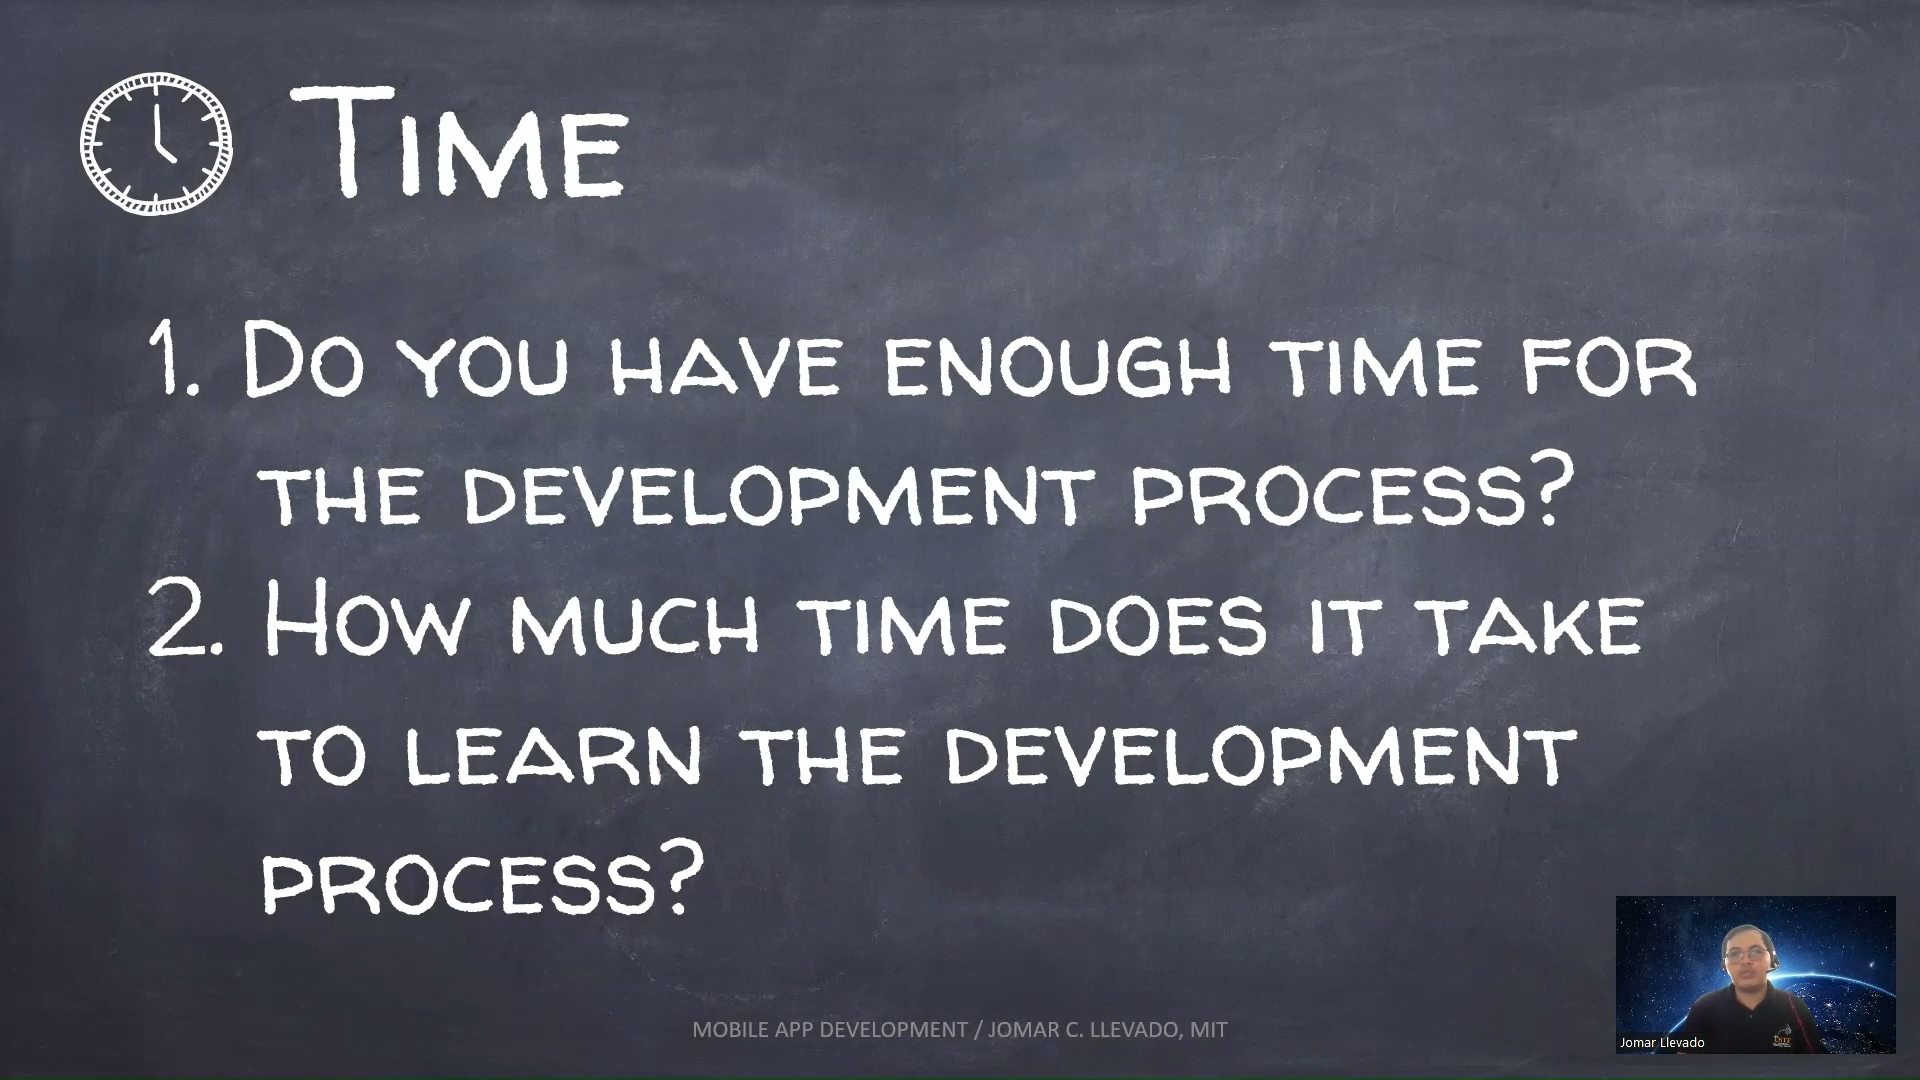 Time
1. Do you have enough time for
the development process?
2. How much time does it take
to learn the development
process?
MOBILE APP DEVELOPMENT / JOMAR C. LLEVADO, MIT
Jomar Llevado